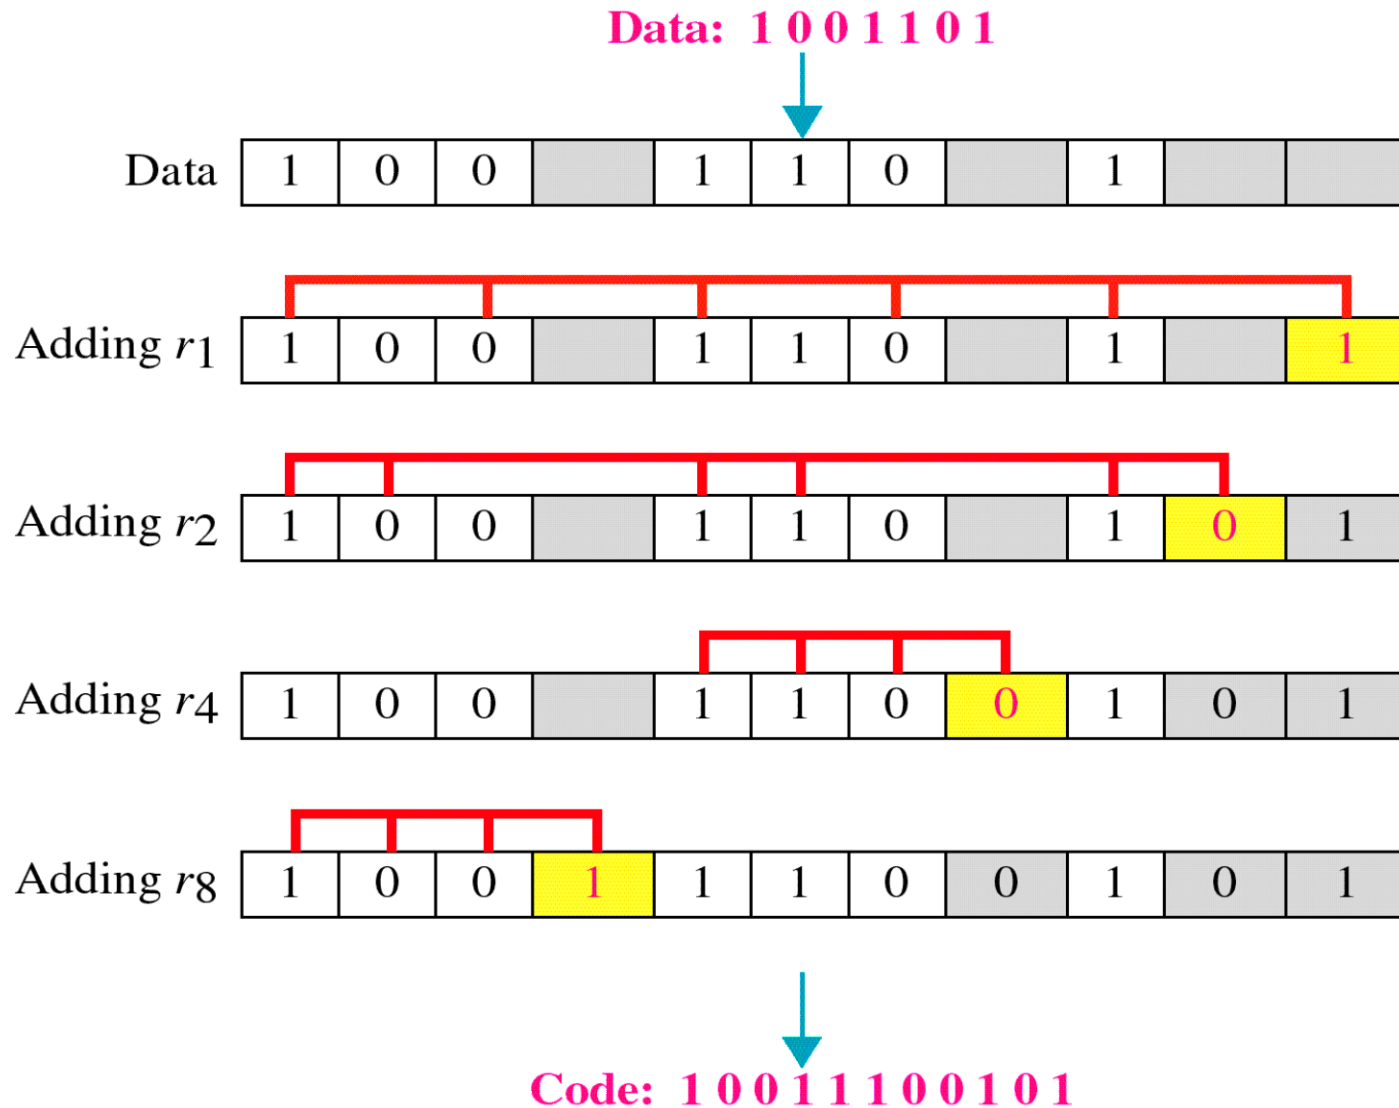 Data: 1 0 0 1 1 0 1
Data 1 0 0 1 1 0 1
Adding r1 1 0 0 1 1 0 1 1
Adding r2 1 0 0 1 1 0 1 0 1
Adding r4 1 0 0 1 1 0 0 1 0 1
Adding r8 1 0 0 1 1 1 0 0 1 0 1
Code: 1 0 0 1 1 1 0 0 1 0 1